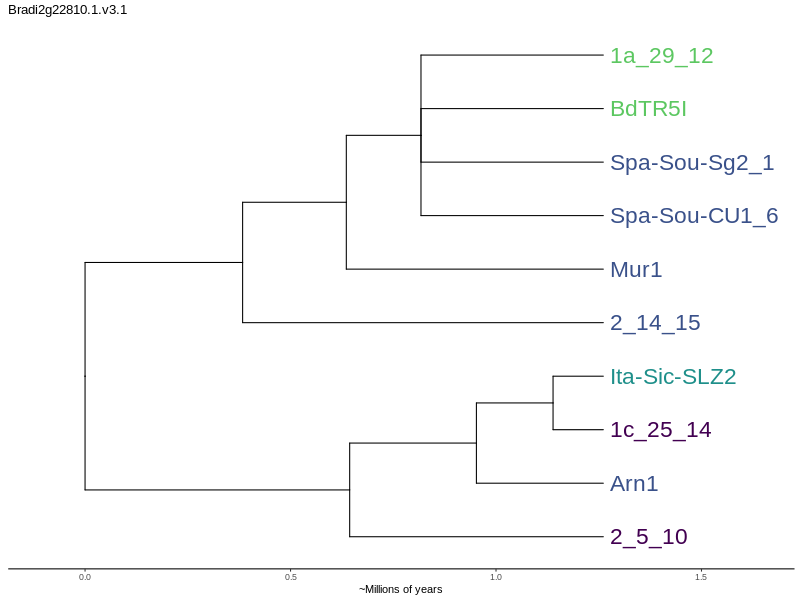 Bradi2g22810.1.v3.1
1a_29_12
BdTR5I
Spa-Sou-Sg2_1
Spa-Sou-CU1_6
Mur1
2_14_15
Ita-Sic-SLZ2
1c_25_14
Arn1
2_5_10
0.0 0.5 1.0 1.5
~Millions of years